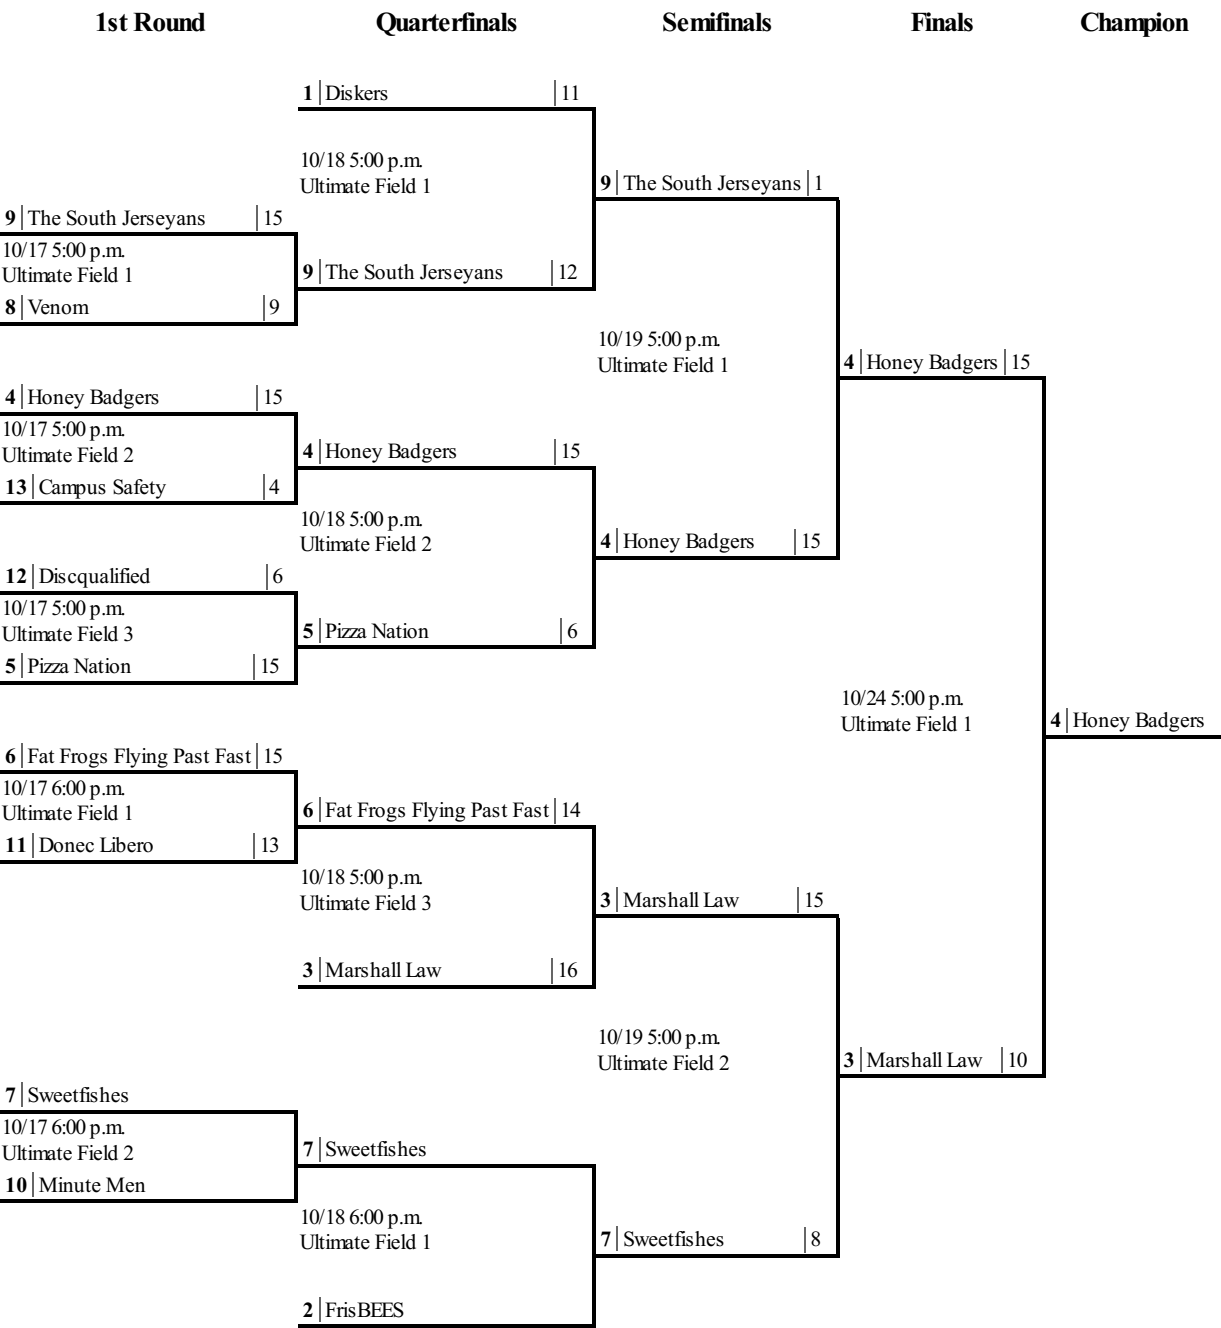 1st Round
Quarterfinals
Semifinals
Finals
Champion
1 Diskers 11
10/18 5:00 p.m.
Ultimate Field 1
9 The South Jerseyans 1
9 The South Jerseyans 15
10/17 5:00 p.m.
Ultimate Field 1
9 The South Jerseyans 12
8 Venom 9
10/19 5:00 p.m.
Ultimate Field 1
4 Honey Badgers 15
4 Honey Badgers 15
10/17 5:00 p.m.
Ultimate Field 2
4 Honey Badgers 15
13 Campus Safety 4
10/18 5:00 p.m.
Ultimate Field 2
4 Honey Badgers 15
12 Discqualified 6
10/17 5:00 p.m.
Ultimate Field 3
5 Pizza Nation 6
5 Pizza Nation 15
10/24 5:00 p.m.
Ultimate Field 1
4 Honey Badgers
6 Fat Frogs Flying Past Fast 15
10/17 6:00 p.m.
Ultimate Field 1
6 Fat Frogs Flying Past Fast 14
11 Donec Libero 13
10/18 5:00 p.m.
Ultimate Field 3
3 Marshall Law 15
3 Marshall Law 16
10/19 5:00 p.m.
Ultimate Field 2
3 Marshall Law 10
7 Sweetfishes
10/17 6:00 p.m.
Ultimate Field 2
7 Sweetfishes
10 Minute Men
10/18 6:00 p.m.
Ultimate Field 1
7 Sweetfishes 8
2 FrisBEES